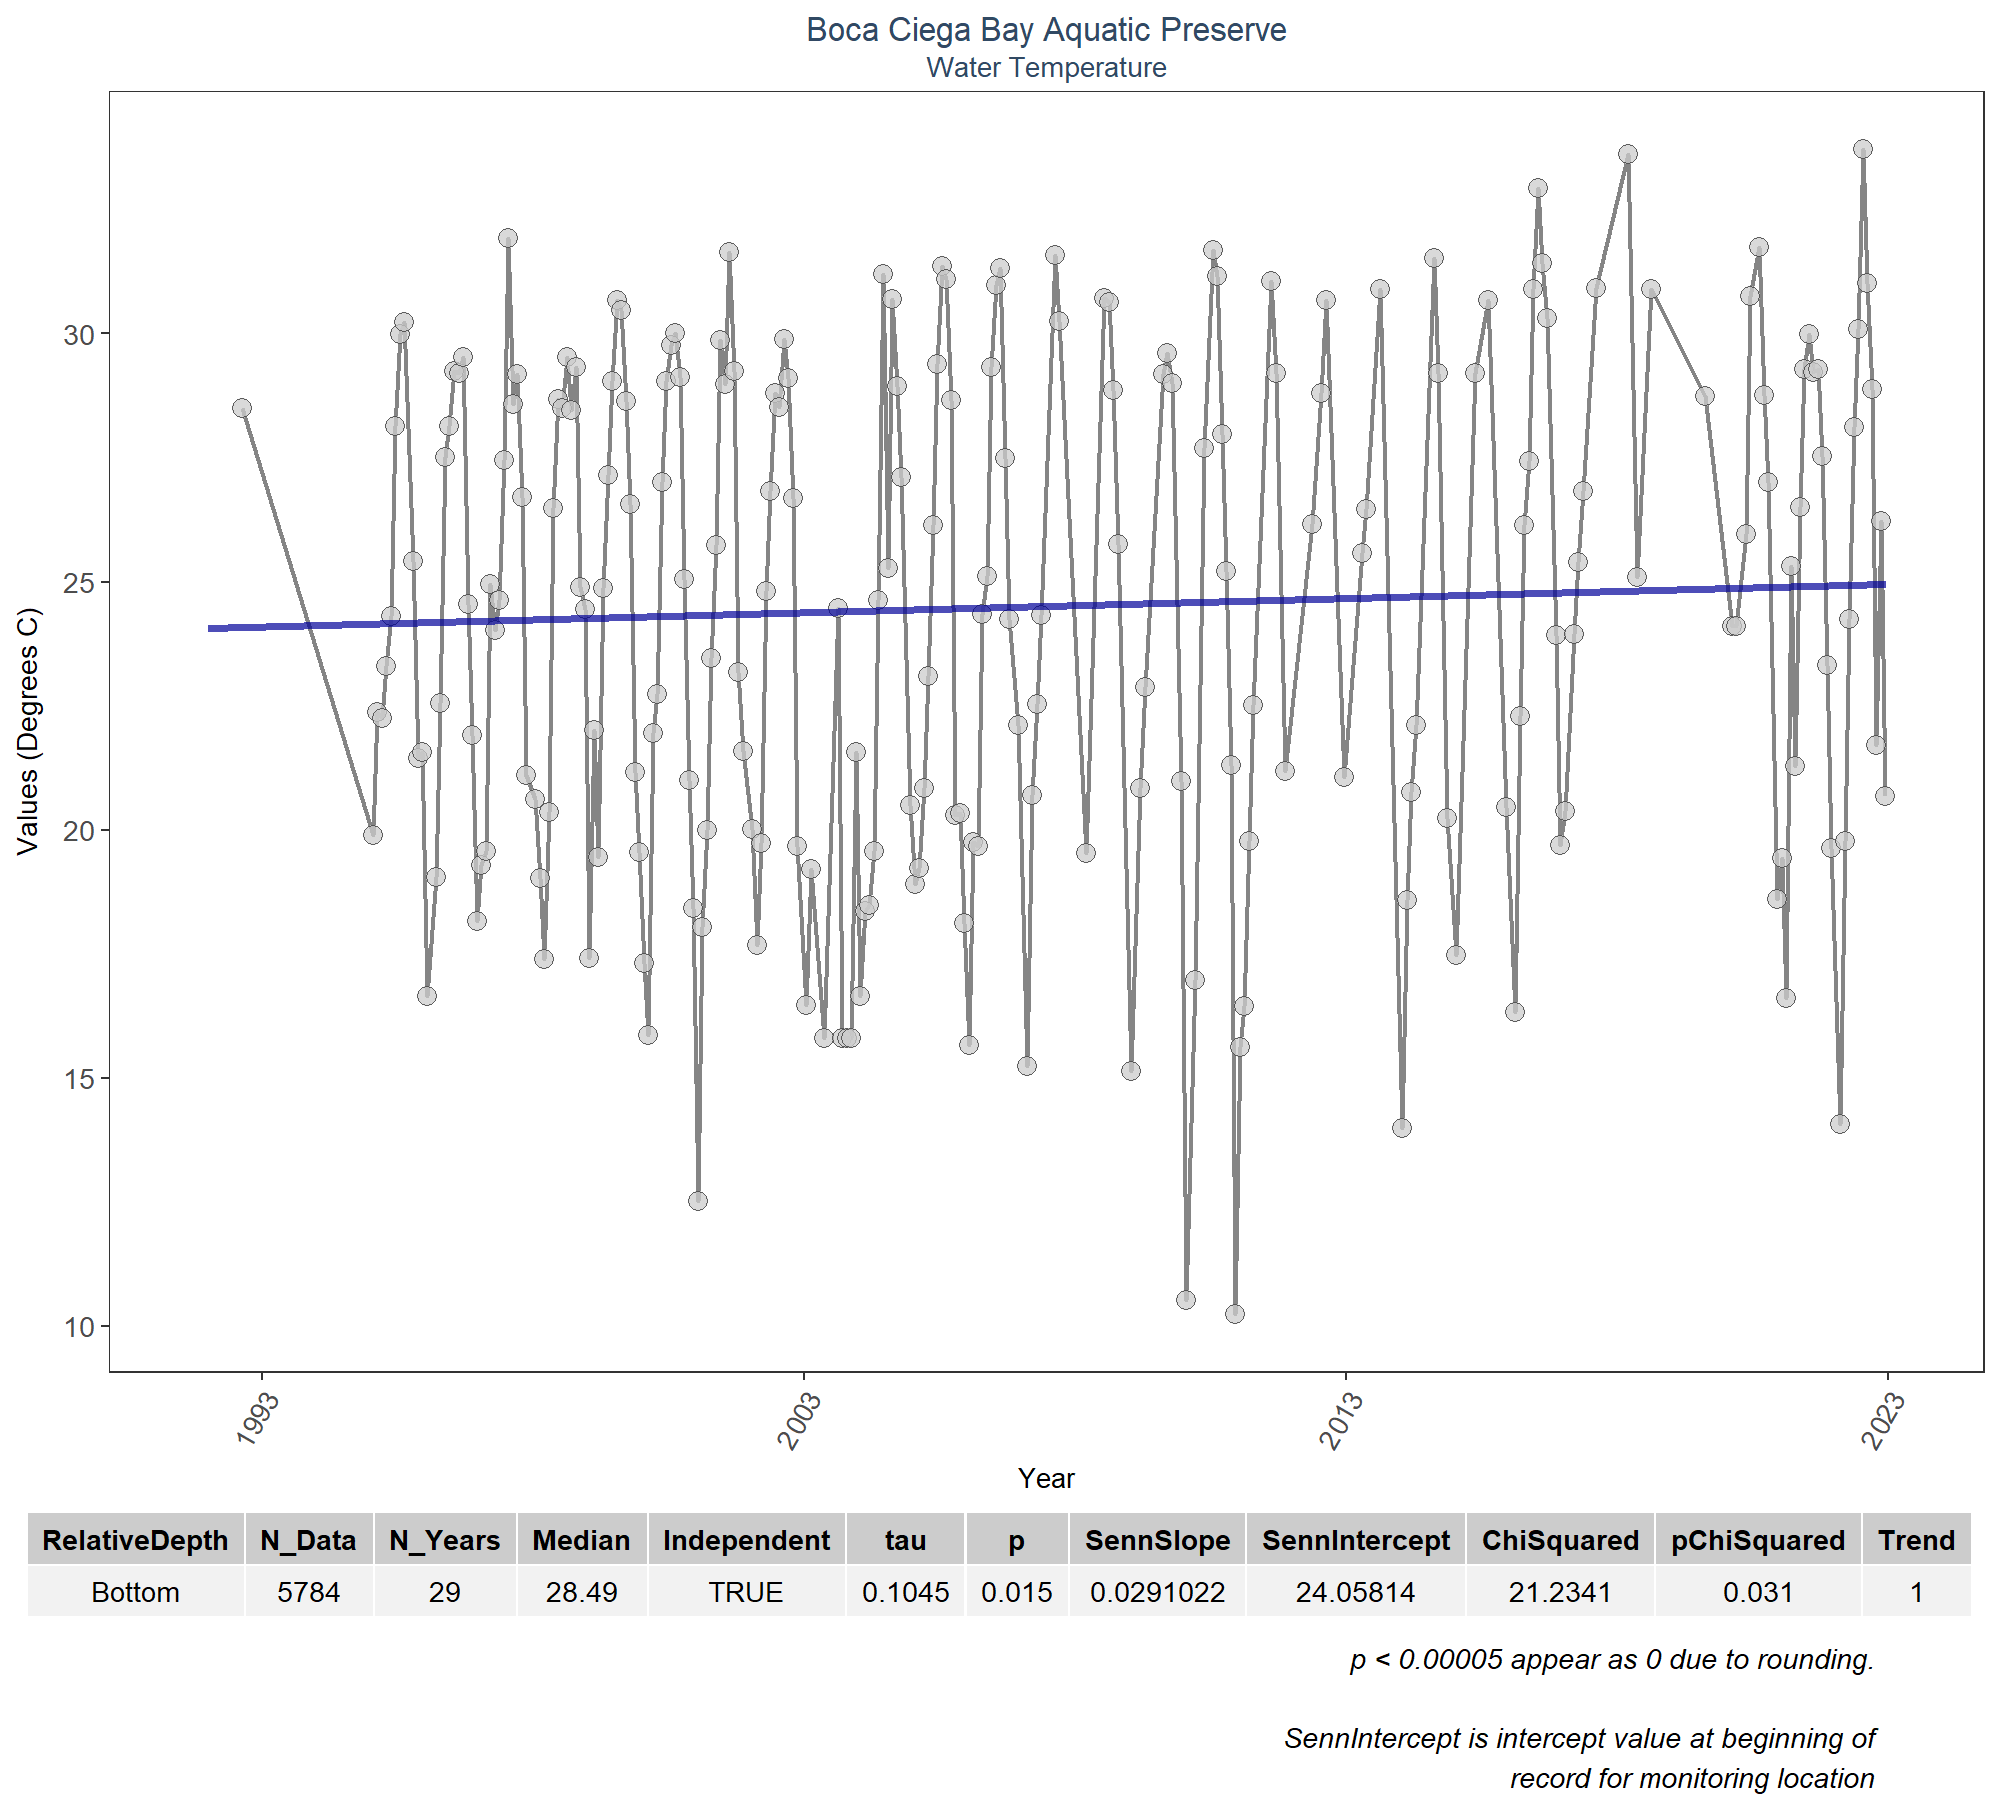 Boca Ciega Bay Aquatic Preserve
Water Temperature
Values (Degrees C)
30
25
20
15
10
1993
2003
2013
2023
Year
RelativeDepth N_Data N_Years Median Independent tau p SennSlope SennIntercept ChiSquared pChiSquared Trend
Bottom 5784 29 28.49 TRUE 0.1045 0.015 0.0291022 24.05814 21.2341 0.031 1
p < 0.00005 appear as 0 due to rounding.
SennIntercept is intercept value at beginning of
record for monitoring location